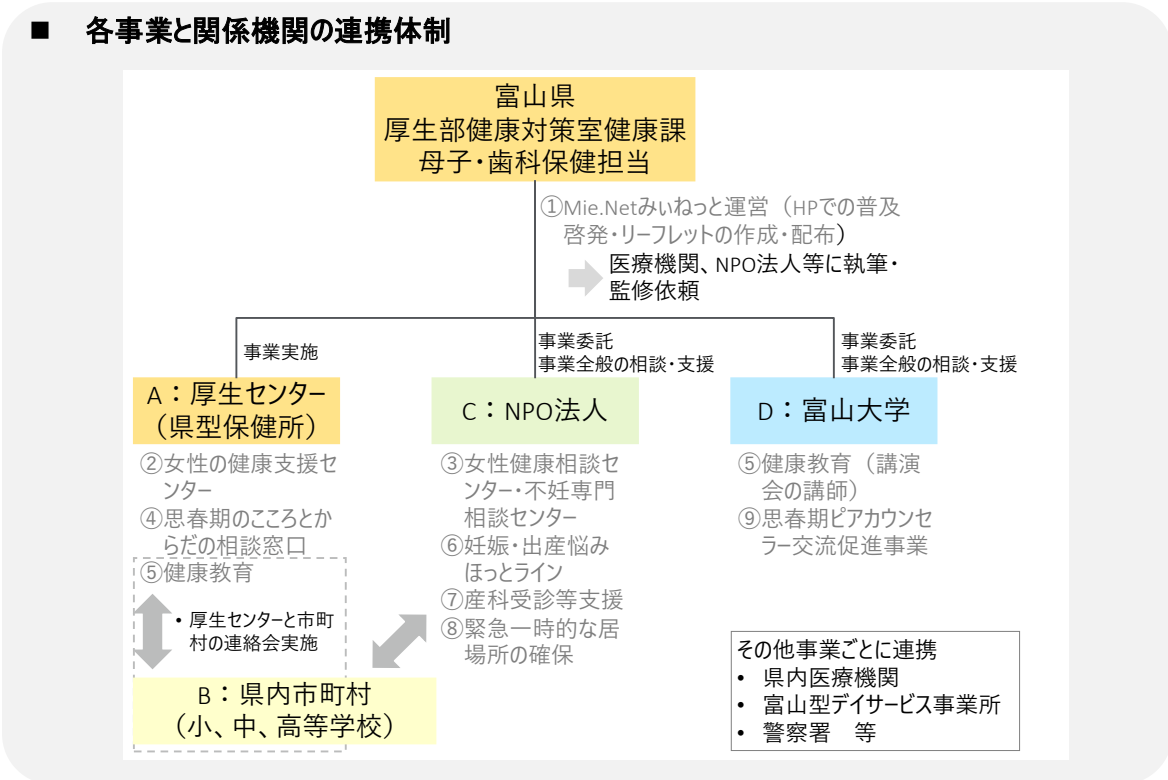 ■ 各事業と関係機関の連携体制
富山県
厚生部健康対策室健康課
母子・歯科保健担当
①Mie.Netみぃねっと運営（HPでの普及
啓発・リーフレットの作成・配布）
医療機関、NPO法人等に執筆・
監修依頼
事業実施
事業委託
事業全般の相談・支援
事業委託
事業全般の相談・支援
A：厚生センター
（県型保健所）
②女性の健康支援セ
ンター
④思春期のこころとか
らだの相談窓口
⑤健康教育
・厚生センターと市町
村の連絡会実施
B：県内市町村
（小、中、高等学校）
C：NPO法人
③女性健康相談セ
ンター・不妊専門
相談センター
⑥妊娠・出産悩み
ほっとライン
⑦産科受診等支援
⑧緊急一時的な居
場所の確保
D：富山大学
⑤健康教育（講演
会の講師）
⑨思春期ピアカウンセ
ラー交流促進事業
その他事業ごとに連携
• 県内医療機関
• 富山型デイサービス事業所
• 警察署　等